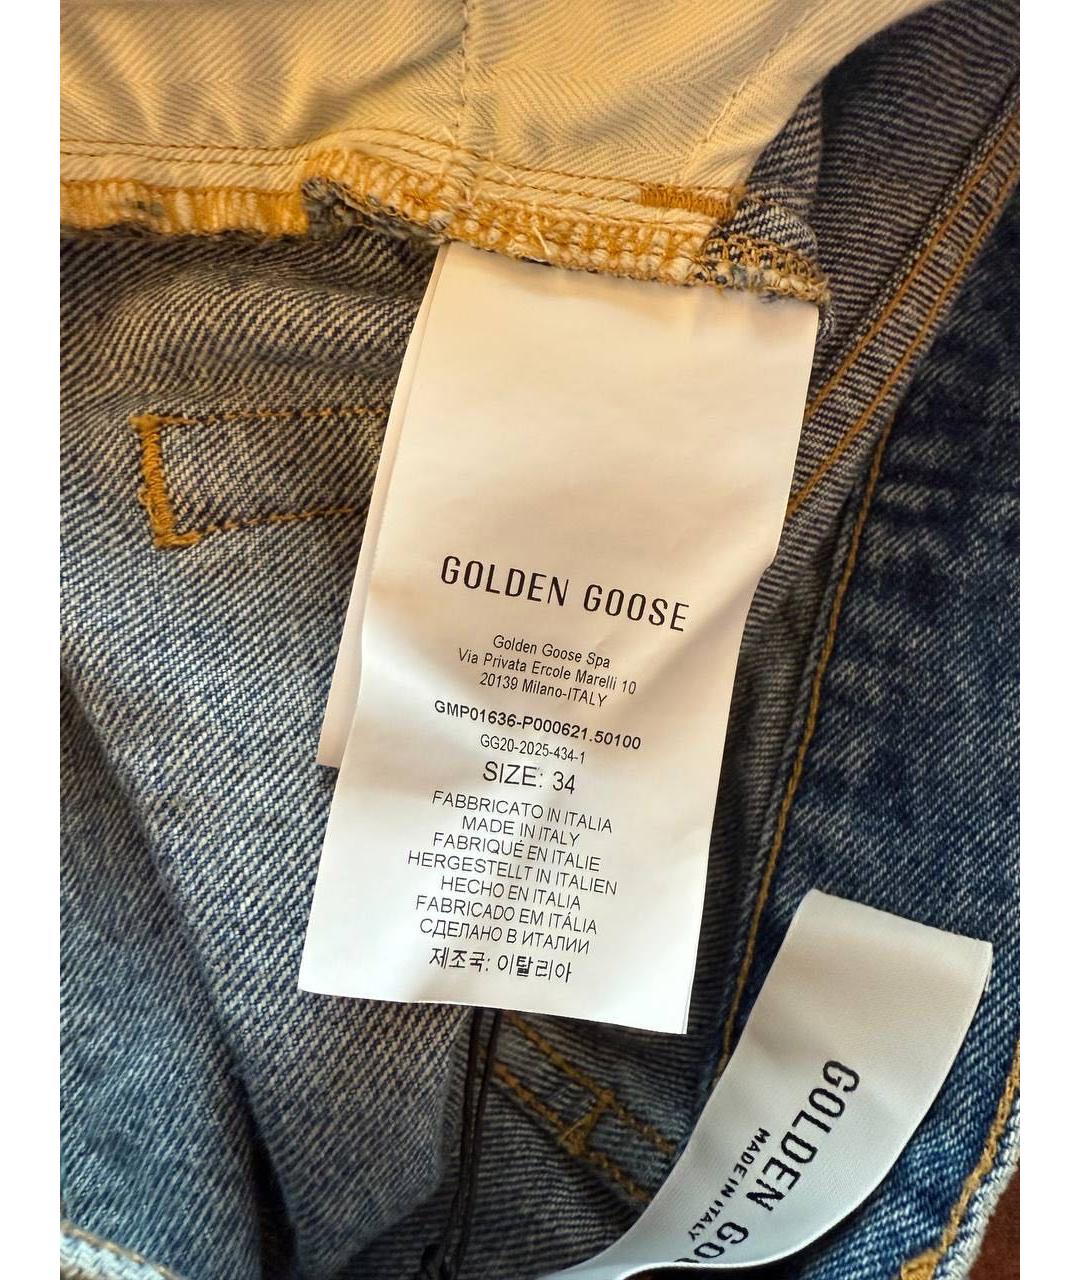 GOLDEN GOOSE
Golden Goose Spa
Via Privata Ercole Marelli 10
20139 Milano-ITALY
GMP01636-P000621.50100
GG20-2025-434-1
SIZE: 34
FABBRICATO IN ITALIA
MADE IN ITALY
FABRIQUÉ EN ITALIE
HERGESTELLT IN ITALIEN
HECHO EN ITALIA
FABRICADO EM ITÁLIA
СДЕЛАНО В ИТАЛИИ
제조국: 이탈리아
GOLDEN GOO
MADE IN ITALY